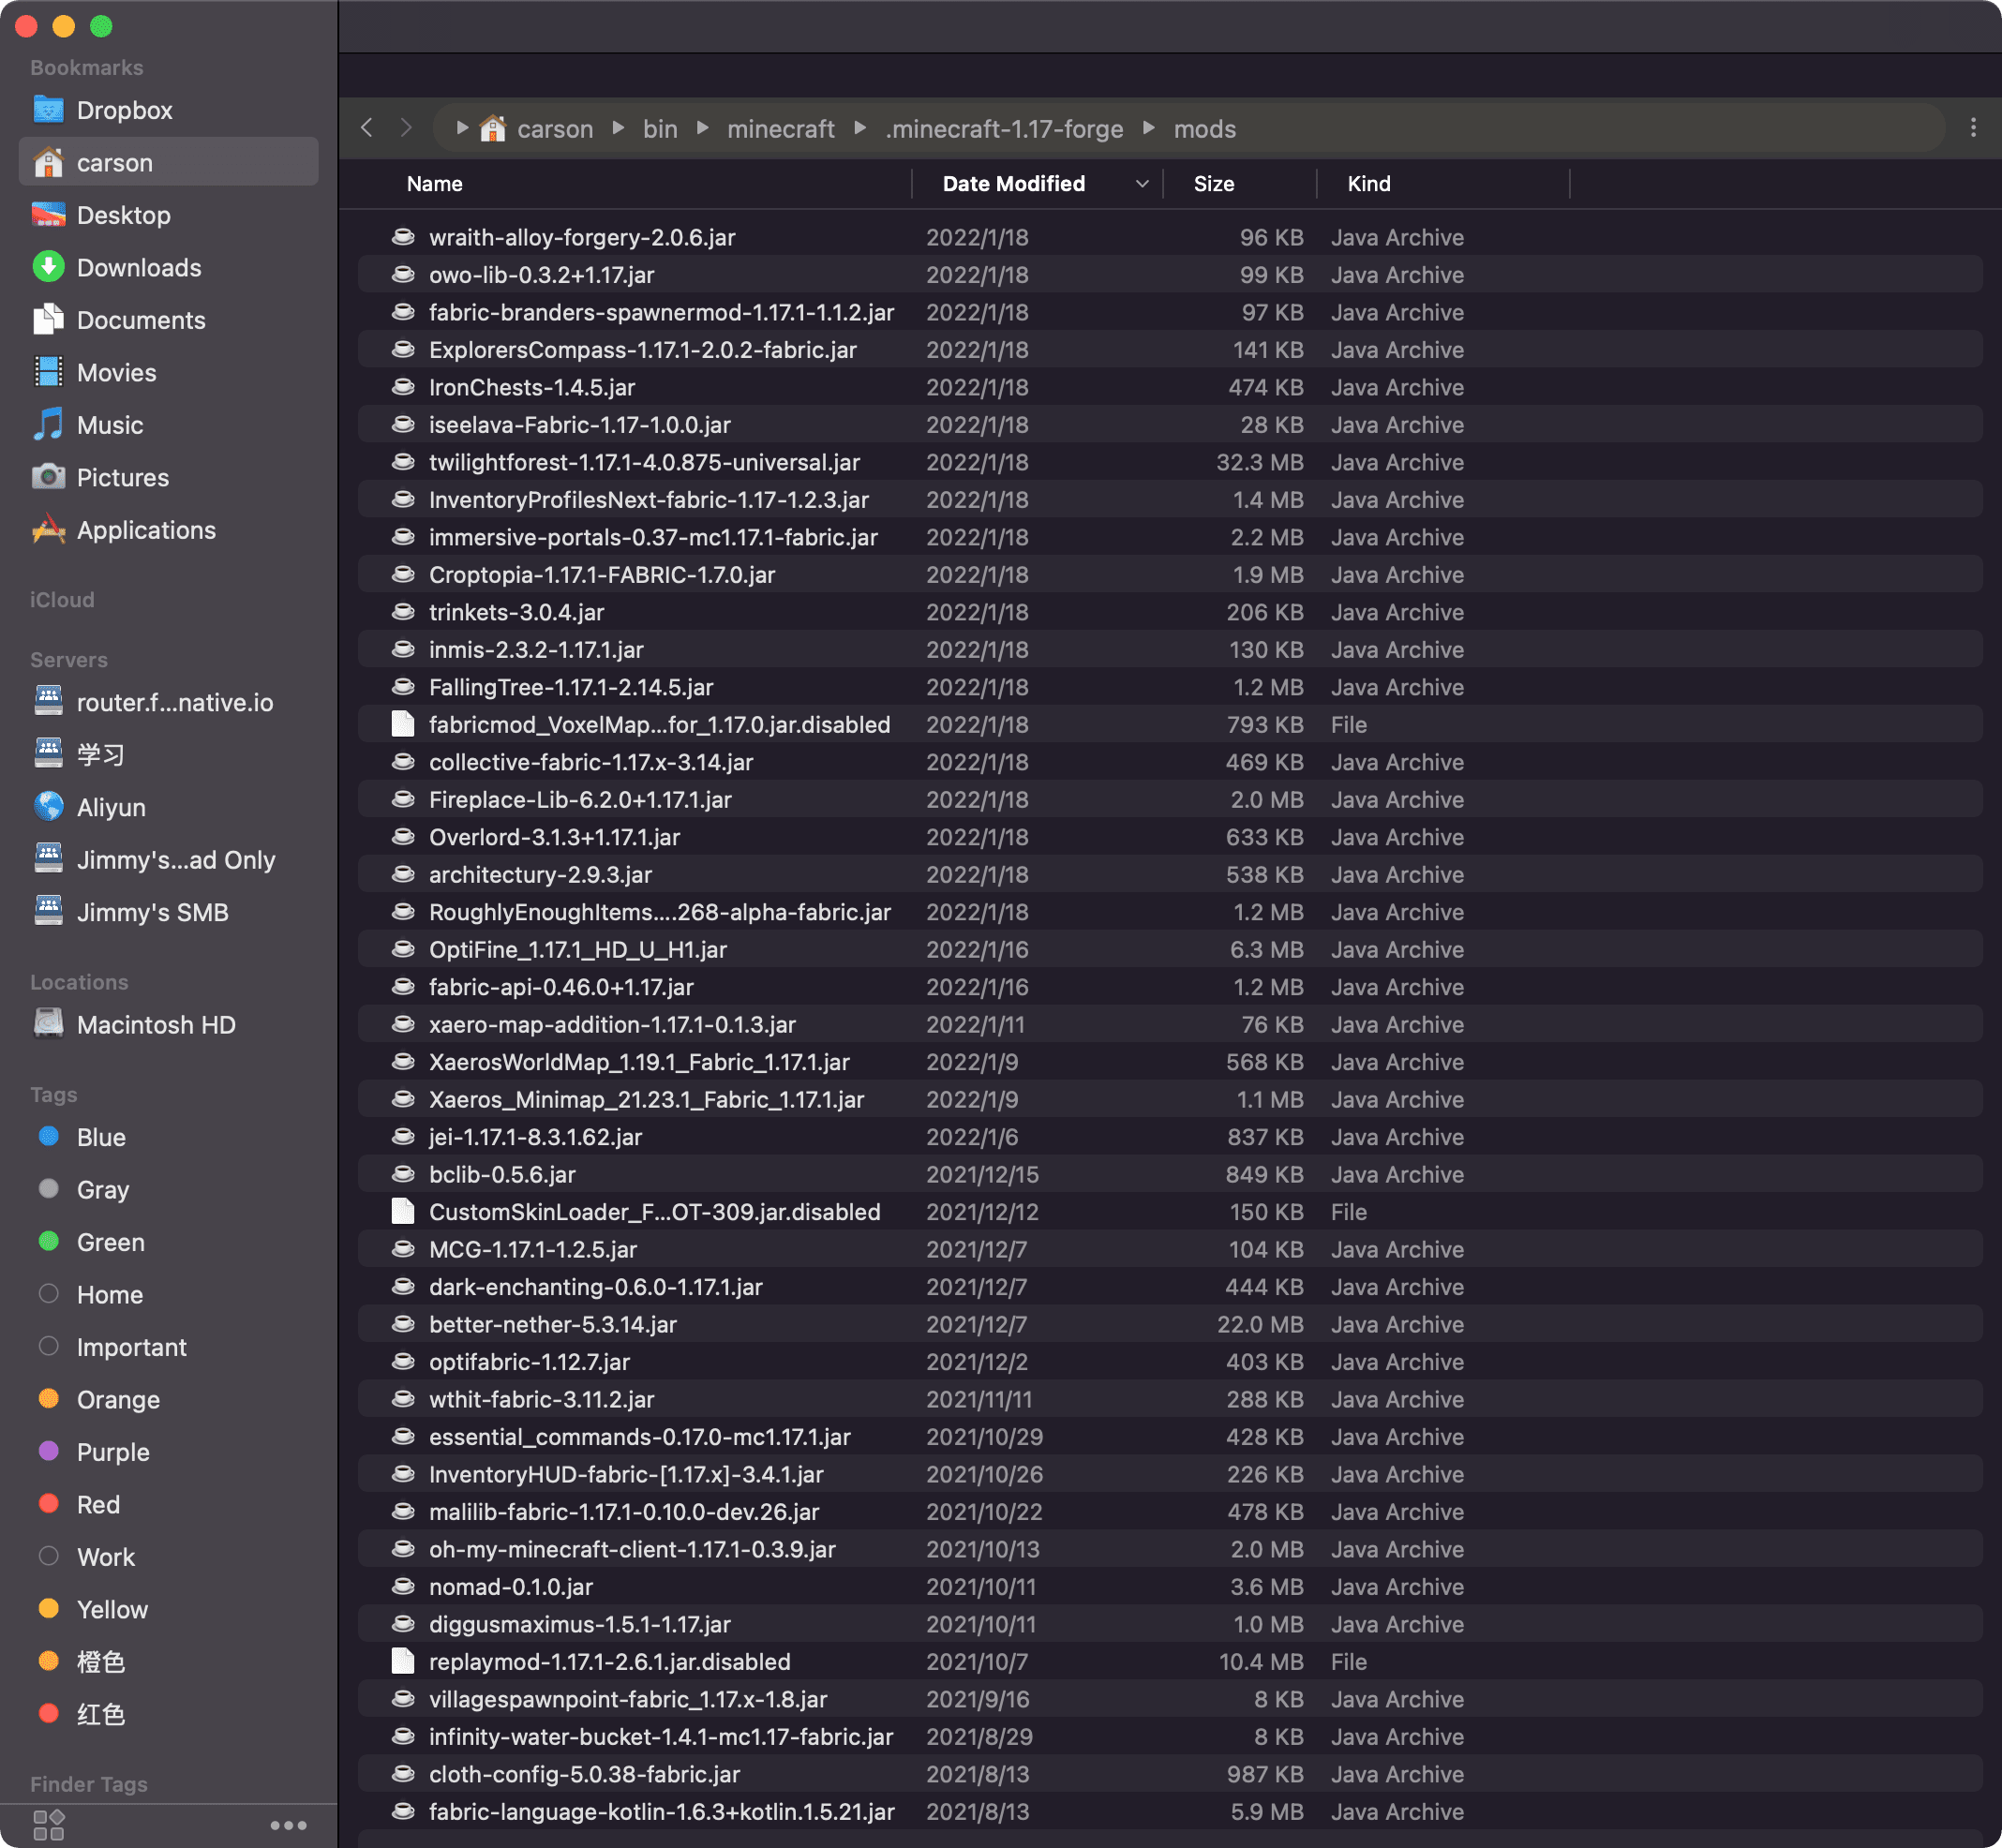 Bookmarks
Dropbox
carson
Desktop
Downloads
Documents
Movies
Music
Pictures
Applications
iCloud
Servers
router.f...native.io
学习
Aliyun
Jimmy's...ad Only
Jimmy's SMB
Locations
Macintosh HD
Tags
Blue
Gray
Green
Home
Important
Orange
Purple
Red
Work
Yellow
橙色
红色
Finder Tags
carson bin minecraft .minecraft-1.17-forge mods
Name Date Modified Size Kind
wraith-alloy-forgery-2.0.6.jar 2022/1/18 96 KB Java Archive
owo-lib-0.3.2+1.17.jar 2022/1/18 99 KB Java Archive
fabric-branders-spawnermod-1.17.1-1.1.2.jar 2022/1/18 97 KB Java Archive
ExplorersCompass-1.17.1-2.0.2-fabric.jar 2022/1/18 141 KB Java Archive
IronChests-1.4.5.jar 2022/1/18 474 KB Java Archive
iseelava-Fabric-1.17-1.0.0.jar 2022/1/18 28 KB Java Archive
twilightforest-1.17.1-4.0.875-universal.jar 2022/1/18 32.3 MB Java Archive
InventoryProfilesNext-fabric-1.17-1.2.3.jar 2022/1/18 1.4 MB Java Archive
immersive-portals-0.37-mc1.17.1-fabric.jar 2022/1/18 2.2 MB Java Archive
Croptopia-1.17.1-FABRIC-1.7.0.jar 2022/1/18 1.9 MB Java Archive
trinkets-3.0.4.jar 2022/1/18 206 KB Java Archive
inmis-2.3.2-1.17.1.jar 2022/1/18 130 KB Java Archive
FallingTree-1.17.1-2.14.5.jar 2022/1/18 1.2 MB Java Archive
fabricmod_VoxelMap...for_1.17.0.jar.disabled 2022/1/18 793 KB File
collective-fabric-1.17.x-3.14.jar 2022/1/18 469 KB Java Archive
Fireplace-Lib-6.2.0+1.17.1.jar 2022/1/18 2.0 MB Java Archive
Overlord-3.1.3+1.17.1.jar 2022/1/18 633 KB Java Archive
architectury-2.9.3.jar 2022/1/18 538 KB Java Archive
RoughlyEnoughItems....268-alpha-fabric.jar 2022/1/18 1.2 MB Java Archive
OptiFine_1.17.1_HD_U_H1.jar 2022/1/16 6.3 MB Java Archive
fabric-api-0.46.0+1.17.jar 2022/1/16 1.2 MB Java Archive
xaero-map-addition-1.17.1-0.1.3.jar 2022/1/11 76 KB Java Archive
XaerosWorldMap_1.19.1_Fabric_1.17.1.jar 2022/1/9 568 KB Java Archive
Xaeros_Minimap_21.23.1_Fabric_1.17.1.jar 2022/1/9 1.1 MB Java Archive
jei-1.17.1-8.3.1.62.jar 2022/1/6 837 KB Java Archive
bclib-0.5.6.jar 2021/12/15 849 KB Java Archive
CustomSkinLoader_F...OT-309.jar.disabled 2021/12/12 150 KB File
MCG-1.17.1-1.2.5.jar 2021/12/7 104 KB Java Archive
dark-enchanting-0.6.0-1.17.1.jar 2021/12/7 444 KB Java Archive
better-nether-5.3.14.jar 2021/12/7 22.0 MB Java Archive
optifabric-1.12.7.jar 2021/12/2 403 KB Java Archive
wthit-fabric-3.11.2.jar 2021/11/11 288 KB Java Archive
essential_commands-0.17.0-mc1.17.1.jar 2021/10/29 428 KB Java Archive
InventoryHUD-fabric-[1.17.x]-3.4.1.jar 2021/10/26 226 KB Java Archive
malilib-fabric-1.17.1-0.10.0-dev.26.jar 2021/10/22 478 KB Java Archive
oh-my-minecraft-client-1.17.1-0.3.9.jar 2021/10/13 2.0 MB Java Archive
nomad-0.1.0.jar 2021/10/11 3.6 MB Java Archive
diggusmaximus-1.5.1-1.17.jar 2021/10/11 1.0 MB Java Archive
replaymod-1.17.1-2.6.1.jar.disabled 2021/10/7 10.4 MB File
villagespawnpoint-fabric_1.17.x-1.8.jar 2021/9/16 8 KB Java Archive
infinity-water-bucket-1.4.1-mc1.17-fabric.jar 2021/8/29 8 KB Java Archive
cloth-config-5.0.38-fabric.jar 2021/8/13 987 KB Java Archive
fabric-language-kotlin-1.6.3+kotlin.1.5.21.jar 2021/8/13 5.9 MB Java Archive